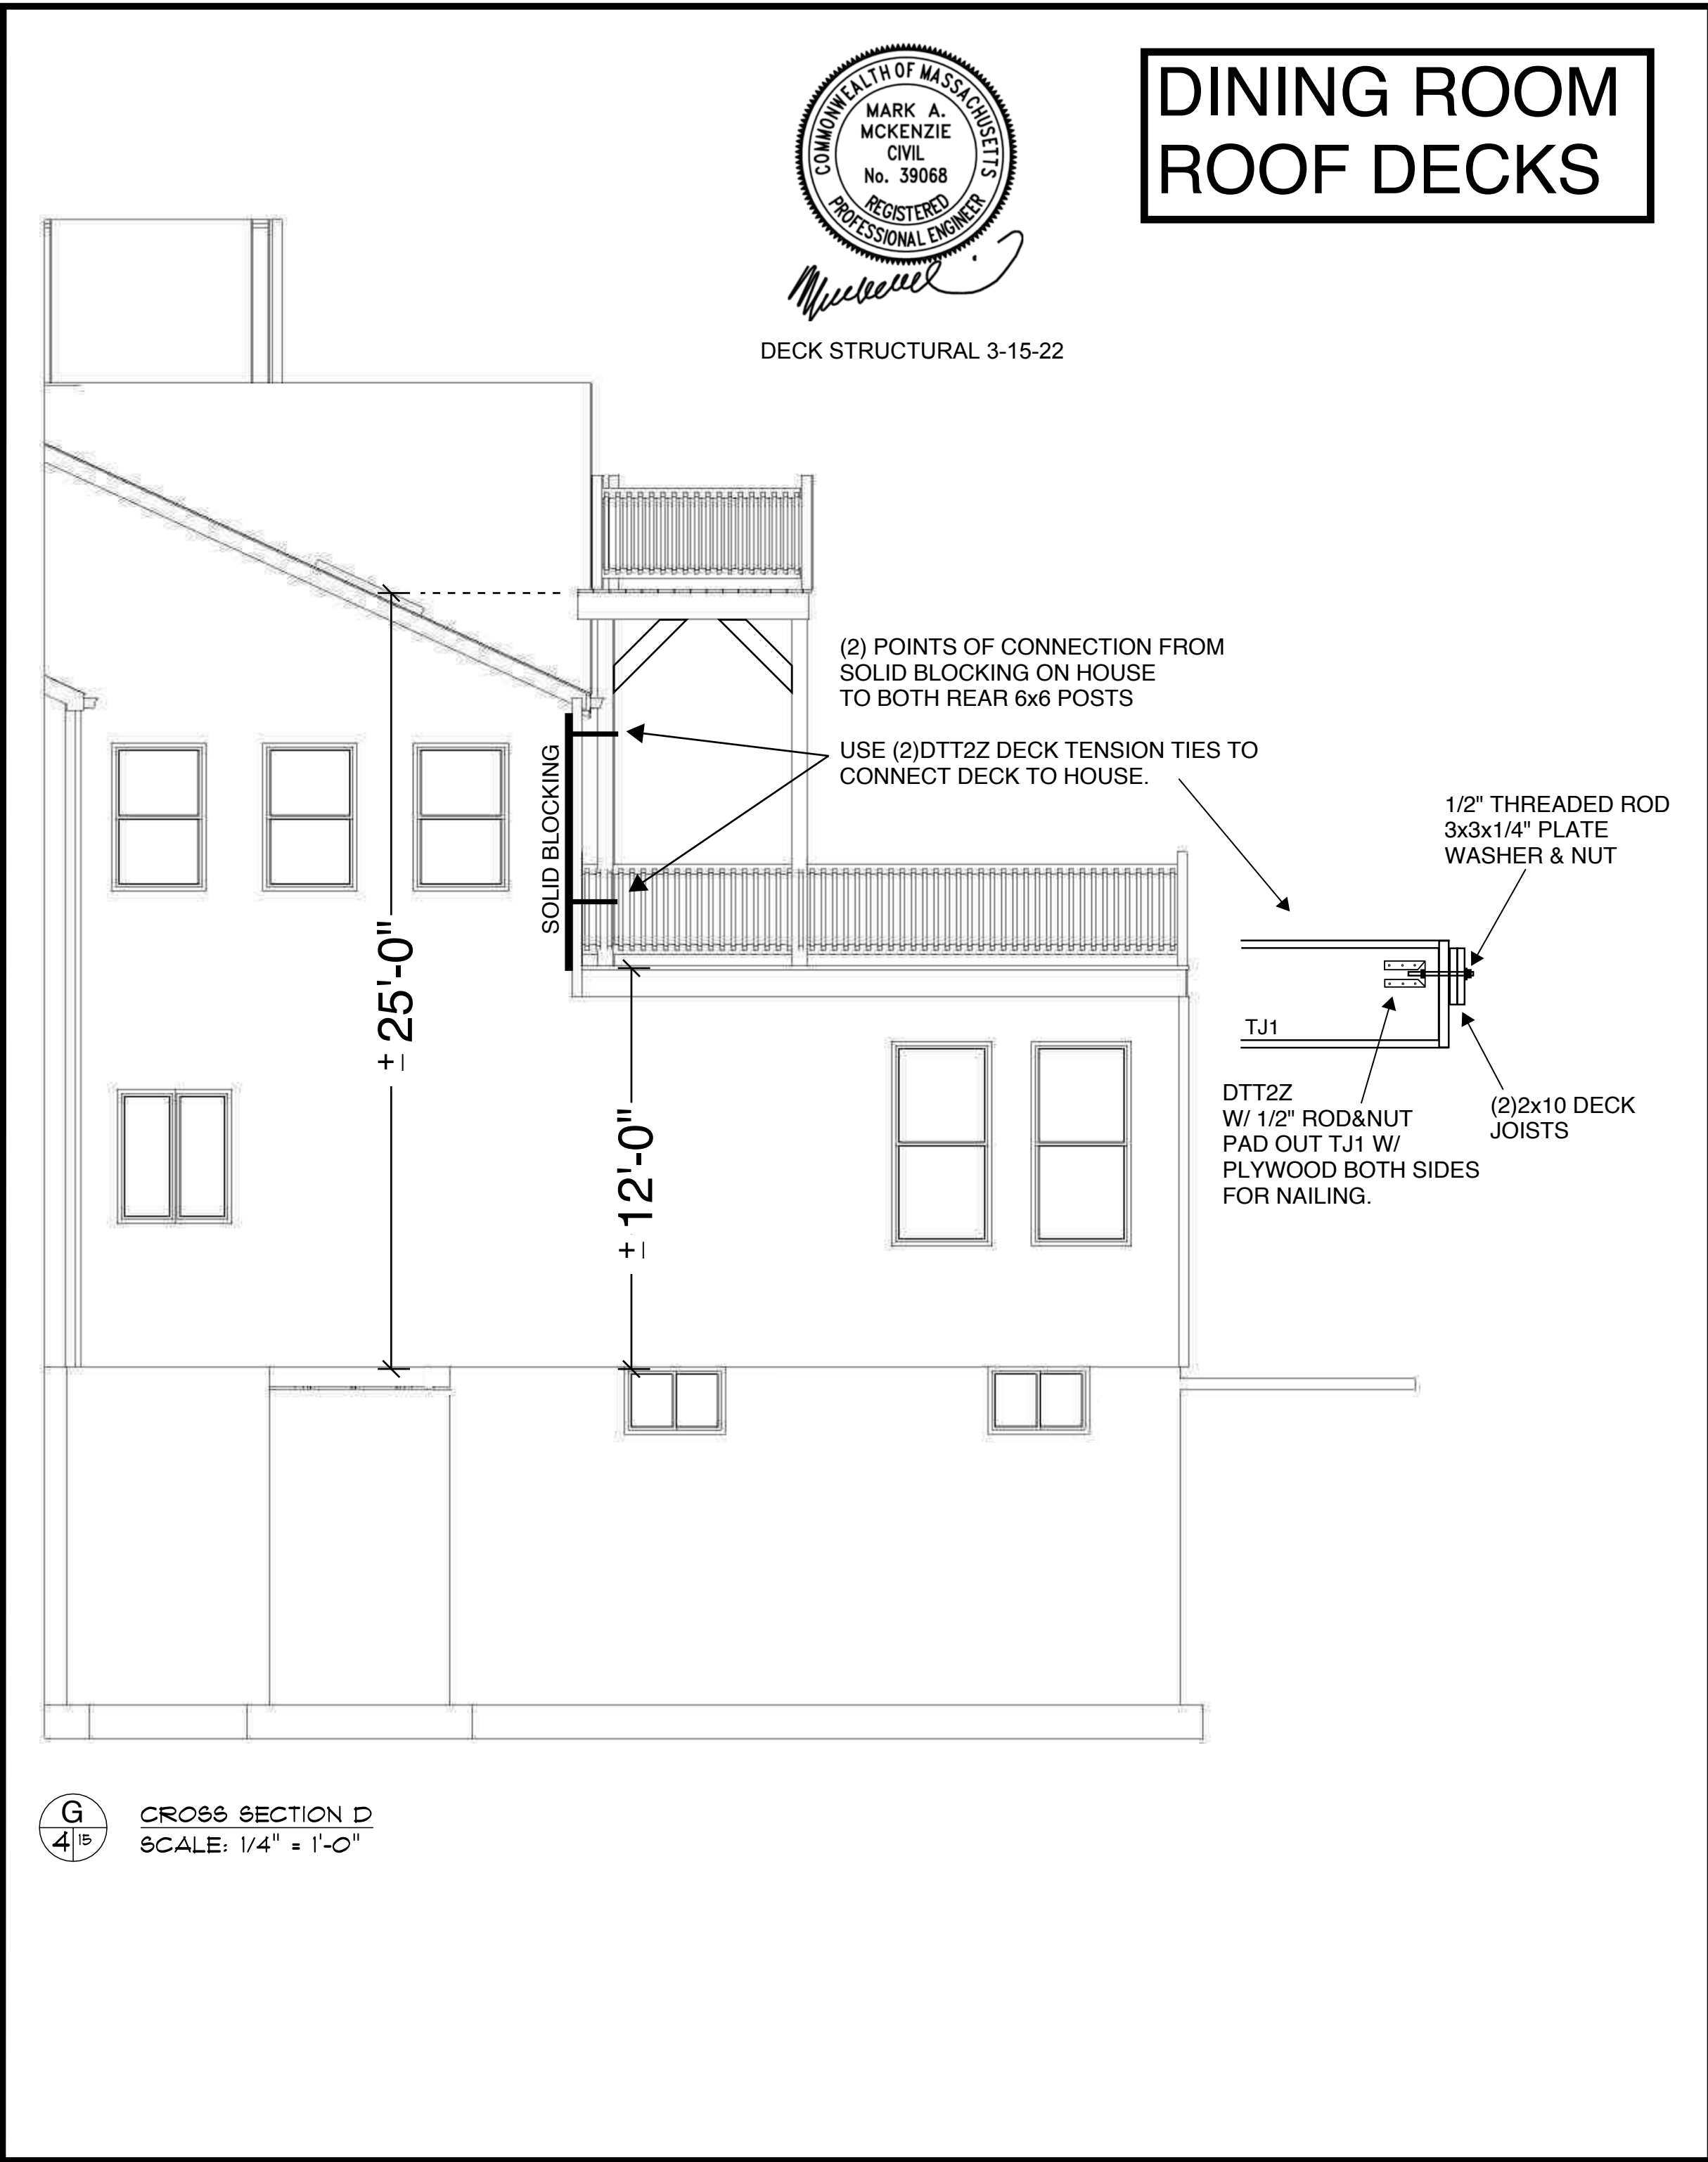 DINING ROOM
ROOF DECKS
COMMONWEALTH OF MASSACHUSETTS
MARK A.
MCKENZIE
CIVIL
No. 39068
REGISTERED
PROFESSIONAL ENGINEER
DECK STRUCTURAL 3-15-22
(2) POINTS OF CONNECTION FROM
SOLID BLOCKING ON HOUSE
TO BOTH REAR 6x6 POSTS
USE (2)DTT2Z DECK TENSION TIES TO
CONNECT DECK TO HOUSE.
SOLID BLOCKING
1/2" THREADED ROD
3x3x1/4" PLATE
WASHER & NUT
± 25'-0"
± 12'-0"
TJ1
DTT2Z
W/ 1/2" ROD&NUT
PAD OUT TJ1 W/
PLYWOOD BOTH SIDES
FOR NAILING.
(2)2x10 DECK
JOISTS
G
4 15
CROSS SECTION D
SCALE: 1/4" = 1'-0"